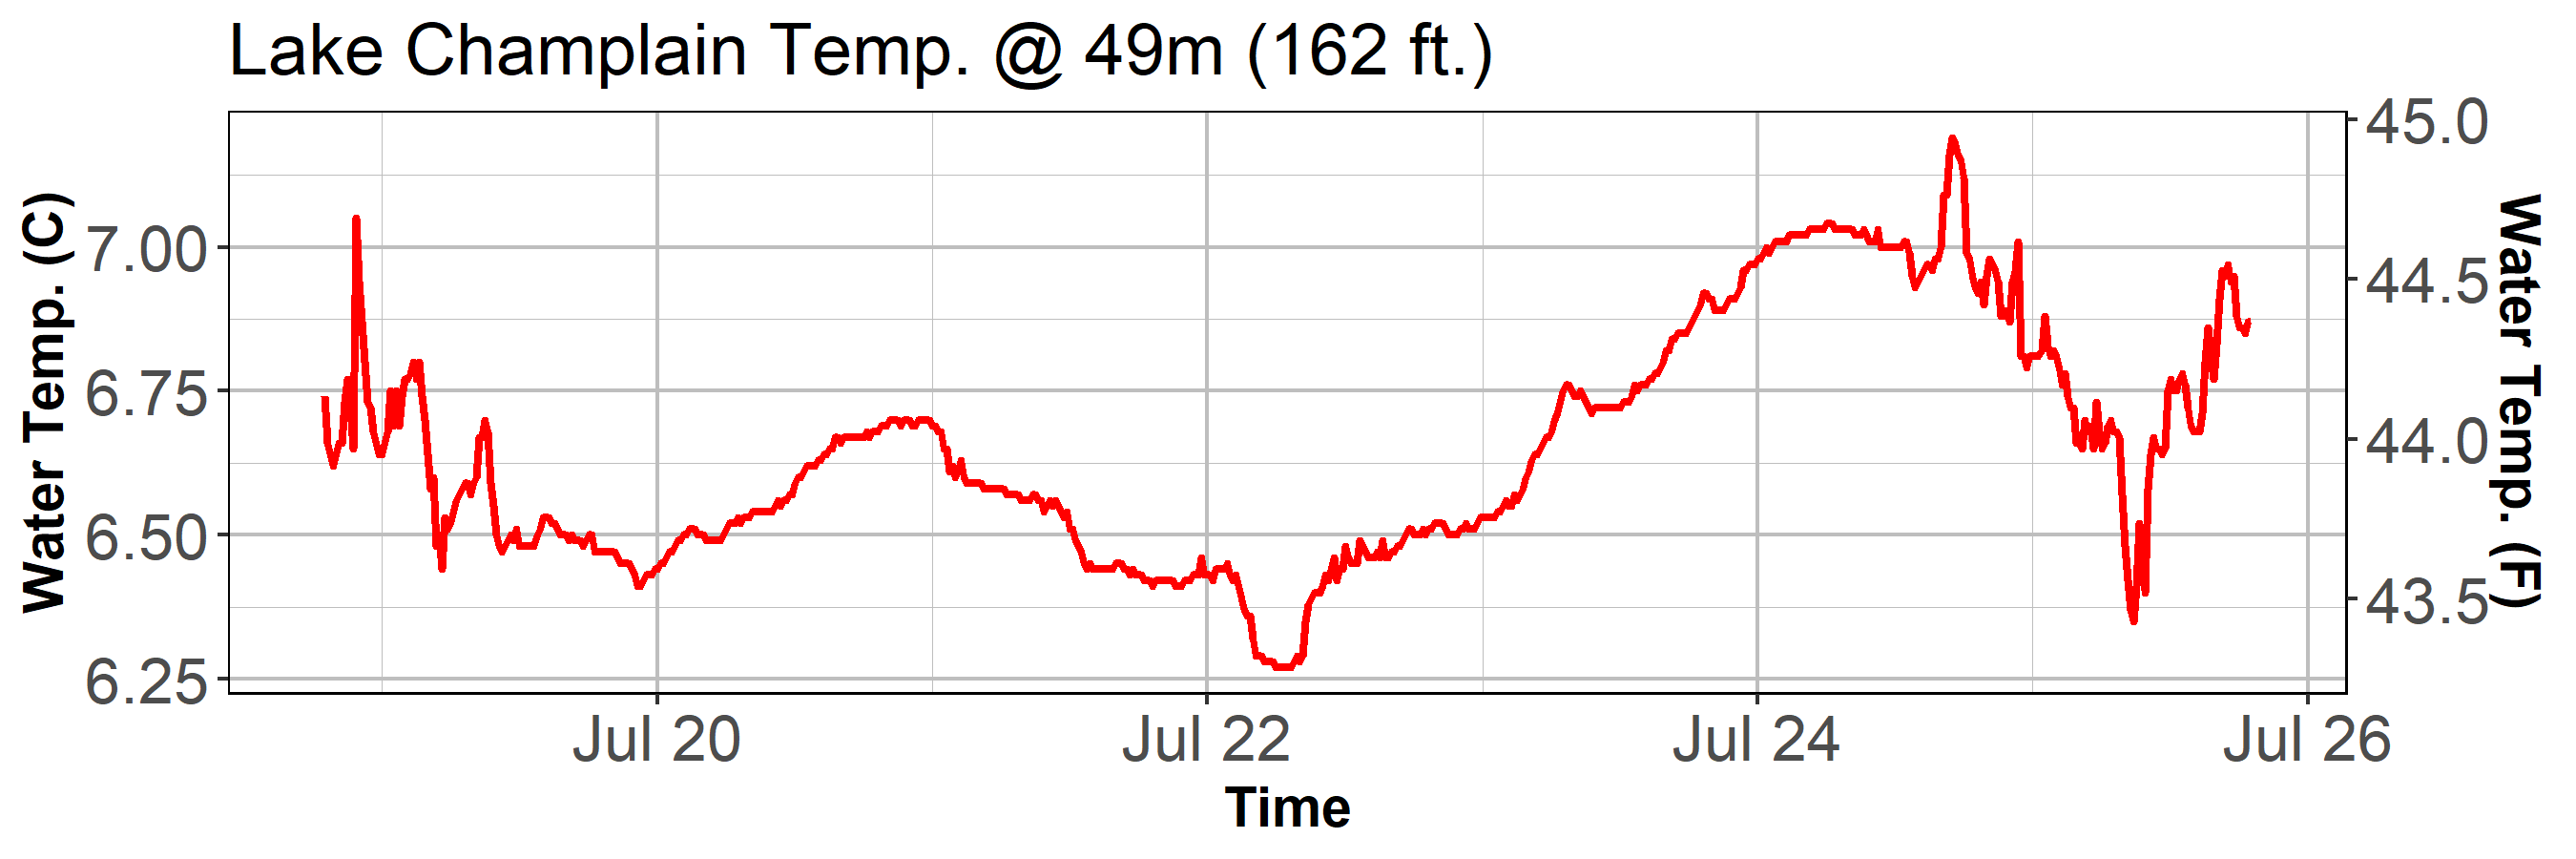 Lake Champlain Temp. @ 49m (162 ft.)
Water Temp. (C)
7.00
6.75
6.50
6.25
45.0
44.5
44.0
43.5
Water Temp. (F)
Jul 20 Jul 22 Jul 24 Jul 26
Time